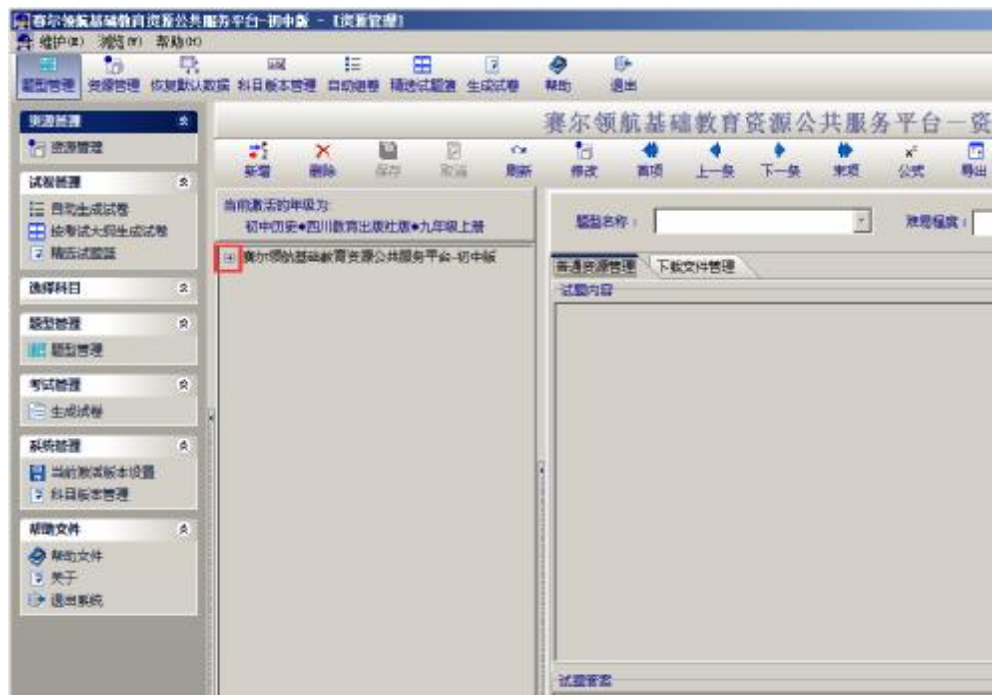 赛尔领航基础教育资源公共服务平台-初中版 - [资源管理]
维护(E) 浏览(W) 帮助(H)
题型管理 资源管理 恢复默认数据 科目版本管理 自动组卷 精选试题篮 生成试卷 帮助 退出
资源管理
资源管理
试卷管理
自动生成试卷
按考试大纲生成试卷
精选试题篮
选择科目
题型管理
题型管理
考试管理
生成试卷
系统管理
当前激活版本设置
科目版本管理
帮助文件
帮助文件
关于
退出系统
赛尔领航基础教育资源公共服务平台—资
新增 删除 保存 取消 刷新 修改 首项 上一条 下一条 末项 公式 导出
当前激活的年级为:
初中历史◆四川教育出版社版◆九年级上册
赛尔领航基础教育资源公共服务平台-初中版
题型名称: 难易程度:
普通资源管理 下载文件管理
试题内容
试题答案